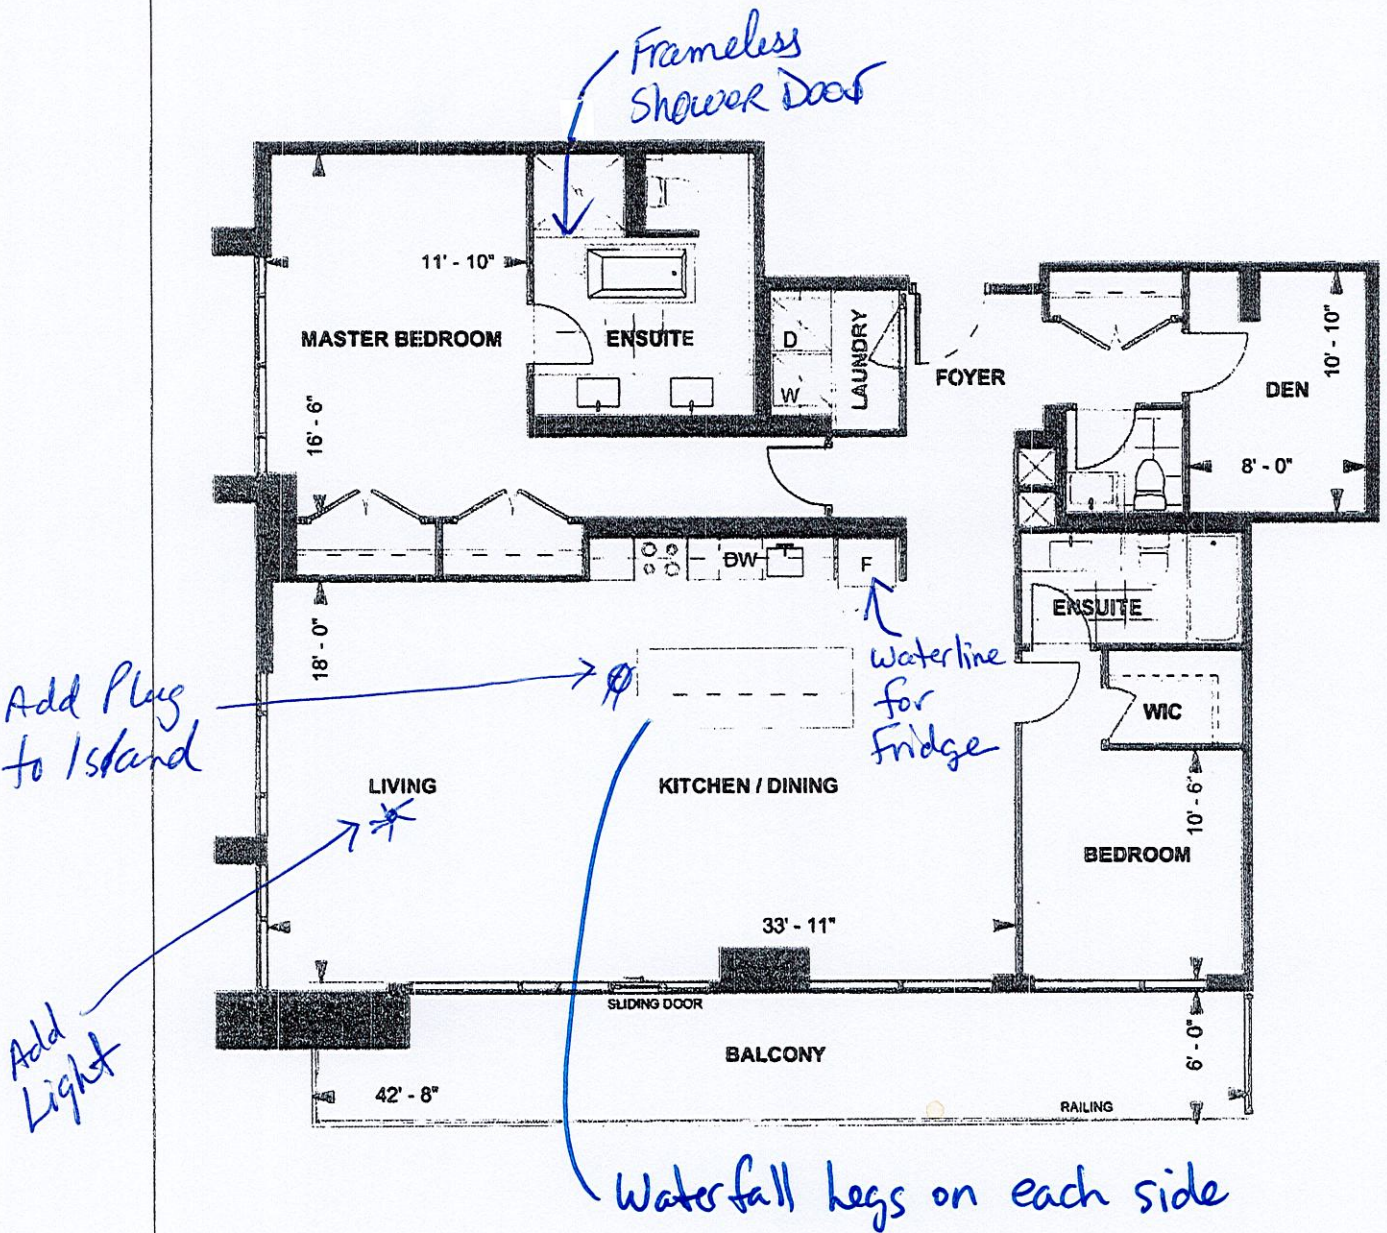 Frameless
Shower Door
11' - 10"
MASTER BEDROOM
ENSUITE
D
W
LAUNDRY
FOYER
DEN
10' - 10"
8' - 0"
16' - 6"
DW
F
ENSUITE
18' - 0"
Waterline
for
Fridge
Add Plug
to Island
WIC
LIVING
KITCHEN / DINING
10' - 6"
BEDROOM
33' - 11"
SLIDING DOOR
Add
Light
BALCONY
6' - 0"
42' - 8"
RAILING
Waterfall Legs on each side